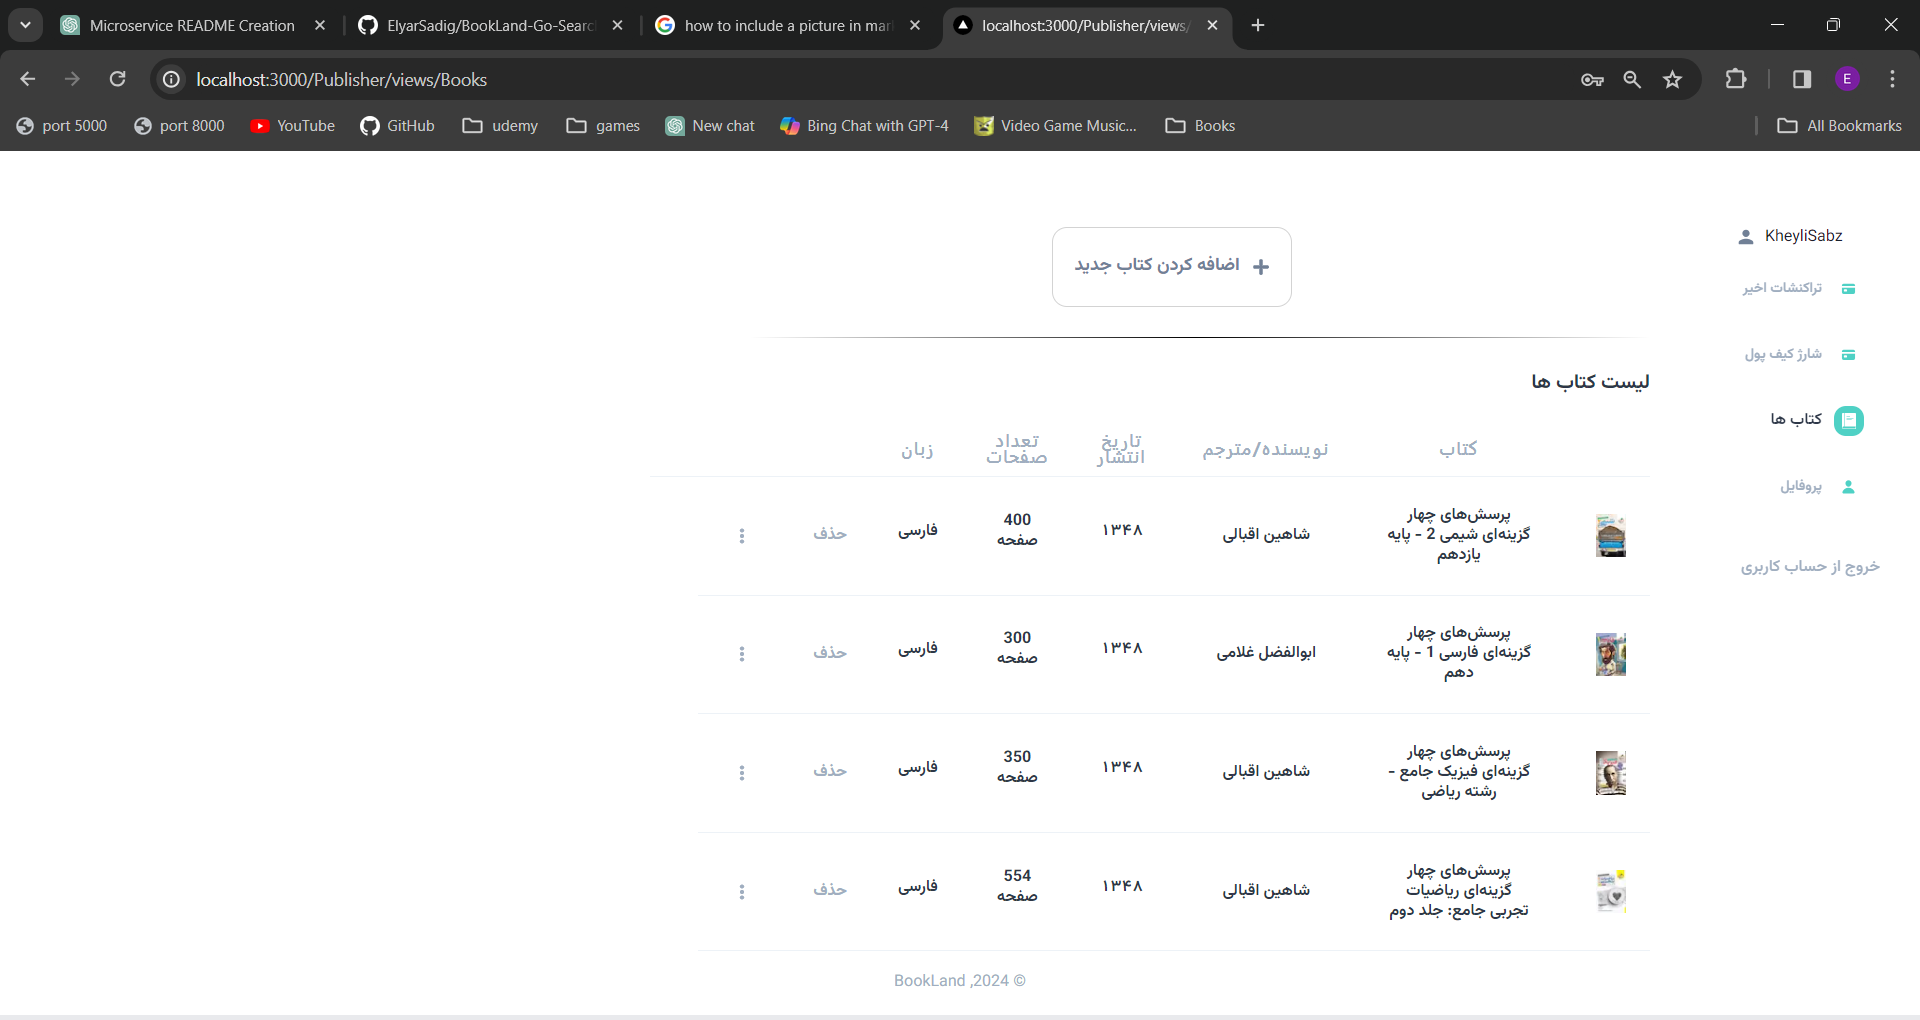 Microservice README Creation
ElyarSadig/BookLand-Go-Searc
how to include a picture in mar
localhost:3000/Publisher/views/
localhost:3000/Publisher/views/Books
E
port 5000
port 8000
YouTube
GitHub
udemy
games
New chat
Bing Chat with GPT-4
Video Game Music...
Books
All Bookmarks
KheyliSabz
تراکنشات اخیر
شارژ کیف پول
کتاب ها
پروفایل
خروج از حساب کاربری
اضافه کردن کتاب جدید
لیست کتاب ها
کتاب
نویسنده/مترجم
تاریخ
انتشار
تعداد
صفحات
زبان
پرسش‌های چهار
گزینه‌ای شیمی 2 - پایه
یازدهم
شاهین اقبالی
۱۳۴۸
400
صفحه
فارسی
حذف
پرسش‌های چهار
گزینه‌ای فارسی 1 - پایه
دهم
ابوالفضل غلامی
۱۳۴۸
300
صفحه
فارسی
حذف
پرسش‌های چهار
گزینه‌ای فیزیک جامع -
رشته ریاضی
شاهین اقبالی
۱۳۴۸
350
صفحه
فارسی
حذف
پرسش‌های چهار
گزینه‌ای ریاضیات
تجربی جامع: جلد دوم
شاهین اقبالی
۱۳۴۸
554
صفحه
فارسی
حذف
BookLand ,2024 ©